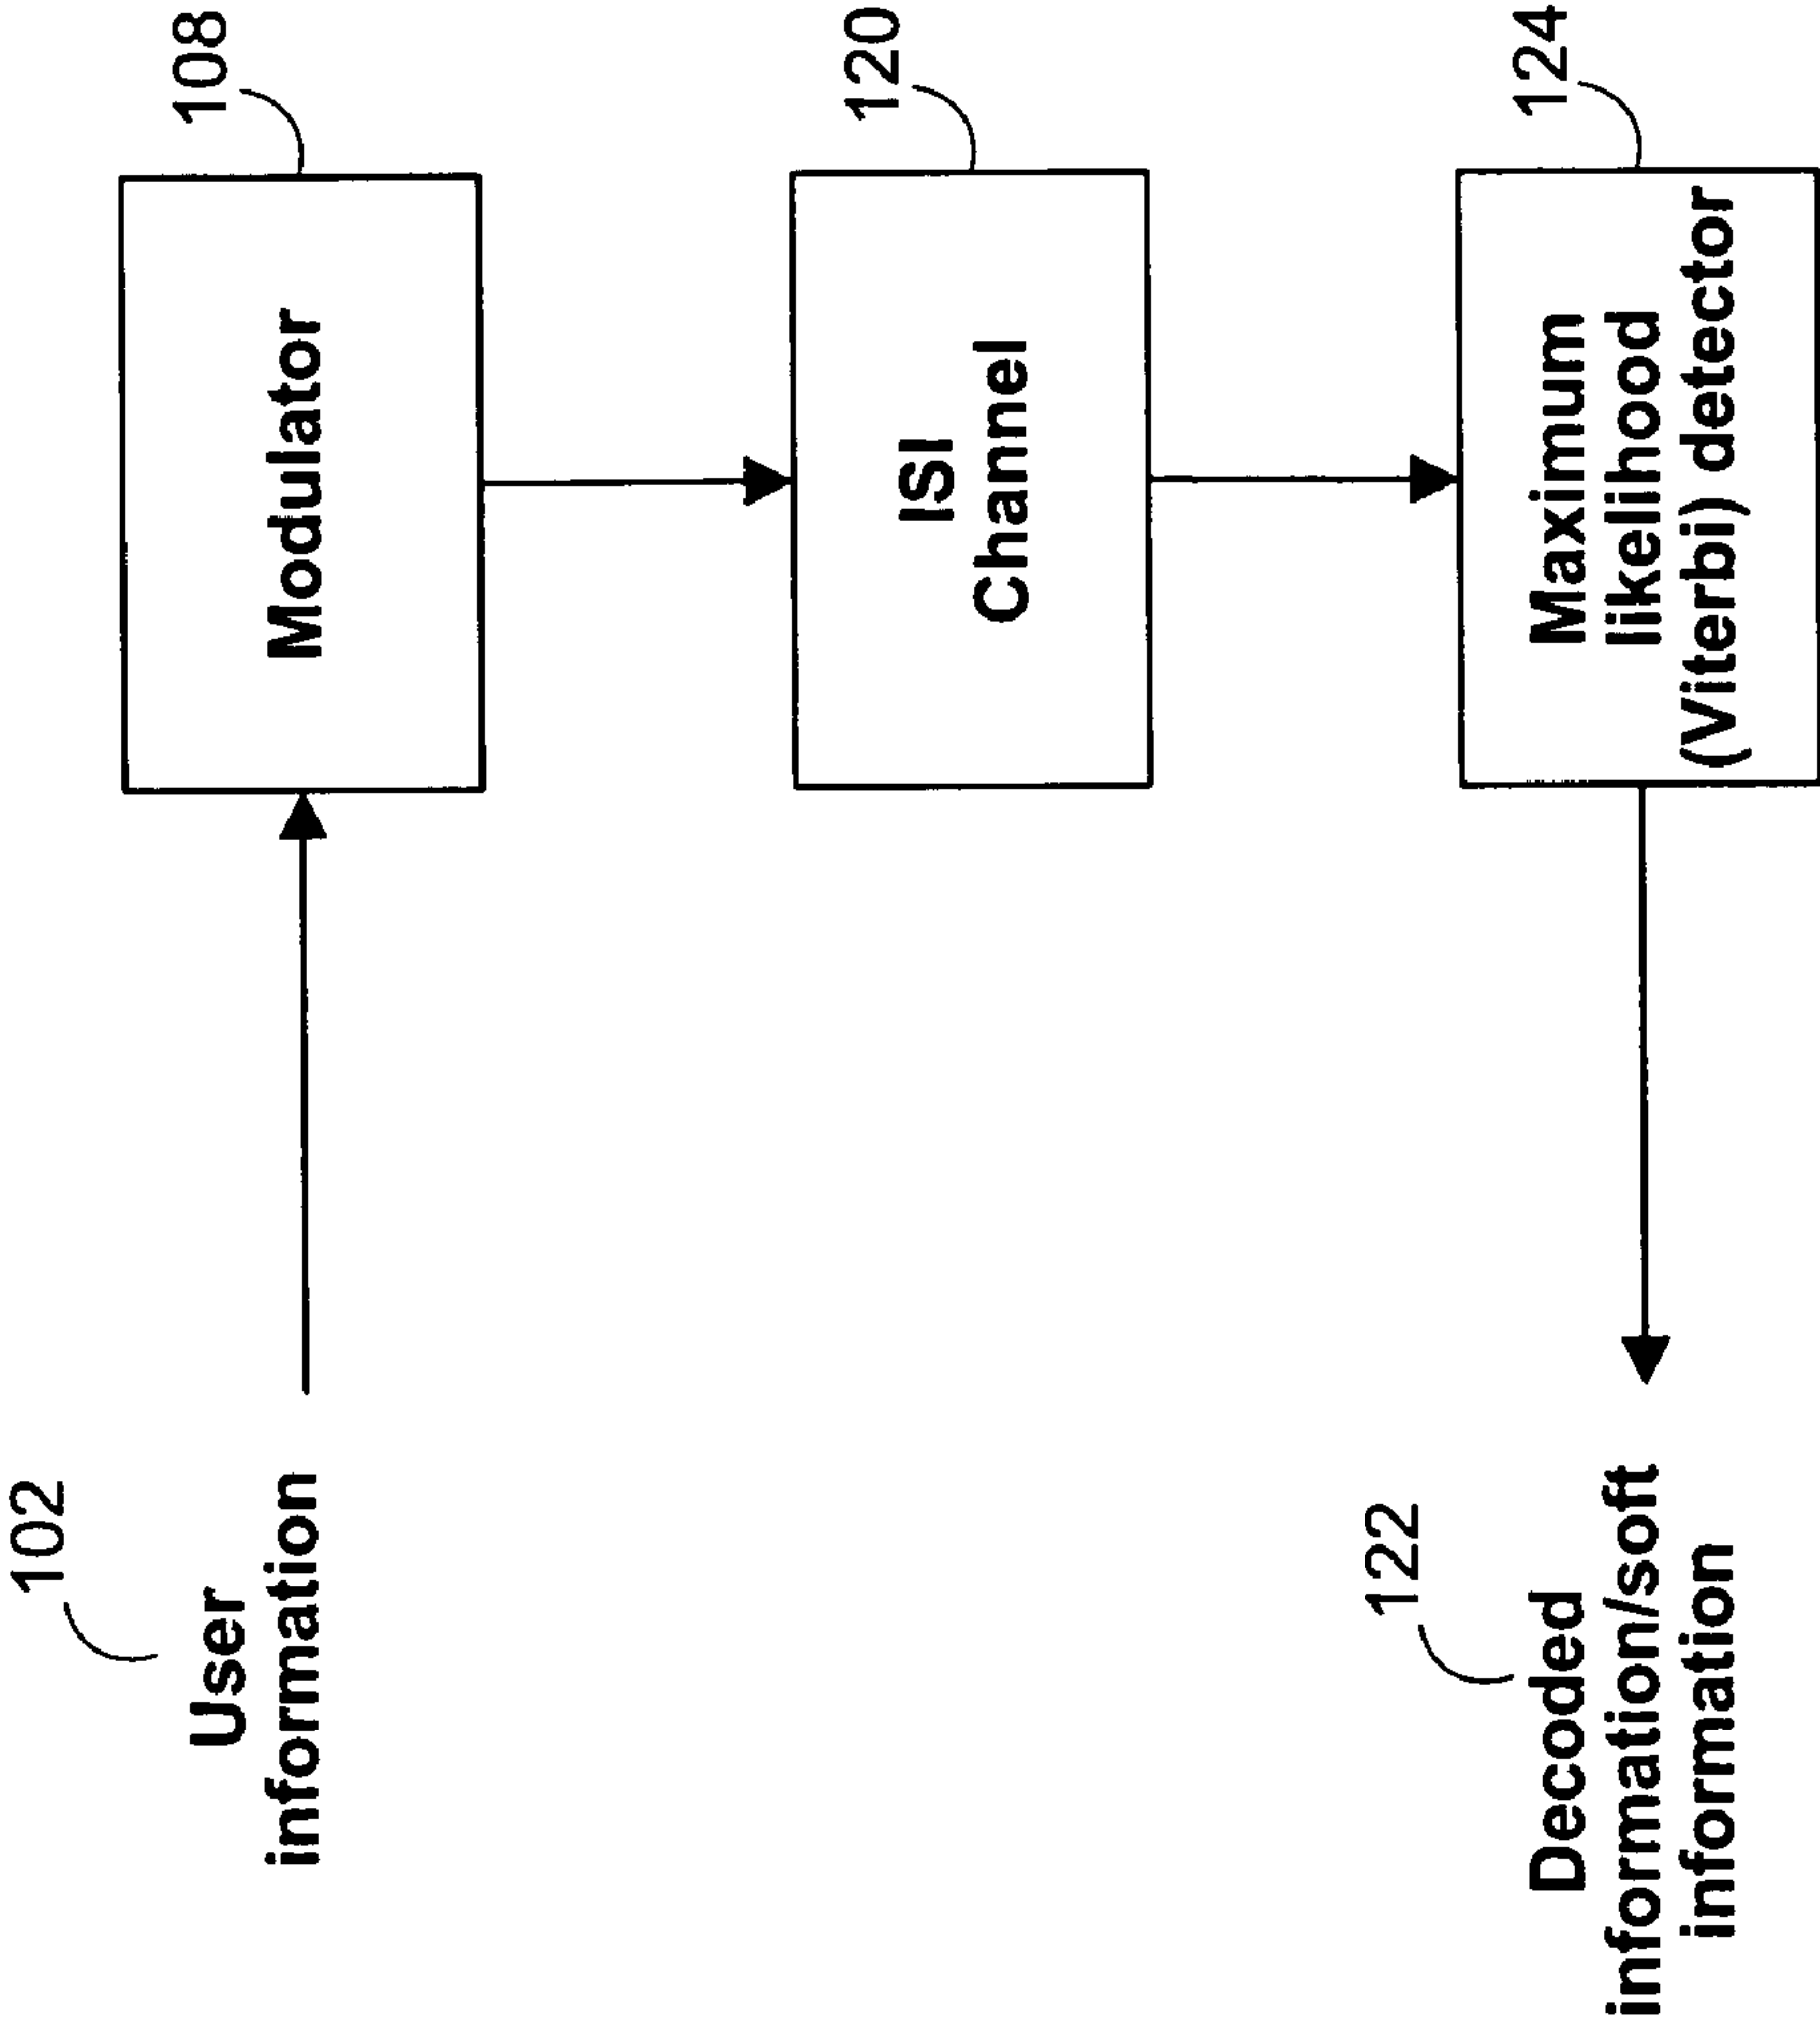 102
User
information
108
Modulator
120
ISI
Channel
122
Decoded
information/soft
information
124
Maximum
likelihood
(Viterbi) detector